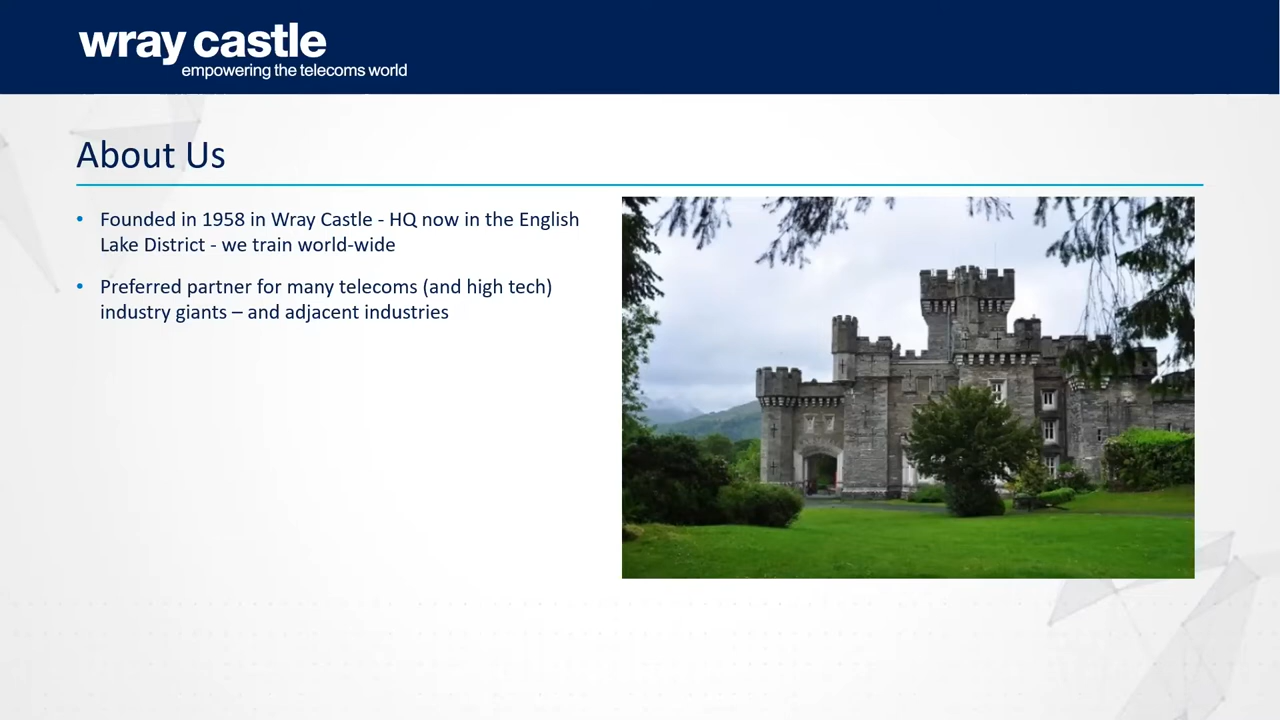 wray castle
empowering the telecoms world
About Us
• Founded in 1958 in Wray Castle - HQ now in the English
Lake District - we train world-wide
• Preferred partner for many telecoms (and high tech)
industry giants – and adjacent industries